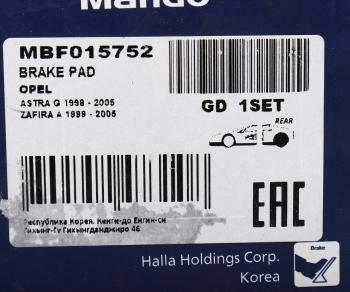 Mando
MBF015752
BRAKE PAD
OPEL
ASTRA G 1998 - 2005
ZAFIRA A 1999 - 2005
GD 1SET
REAR
EAC
Республика Корея, Кенги-до Енгин-си
Гихынг-Гу Гихынгданджиро 46
Brake
Halla Holdings Corp.
Korea